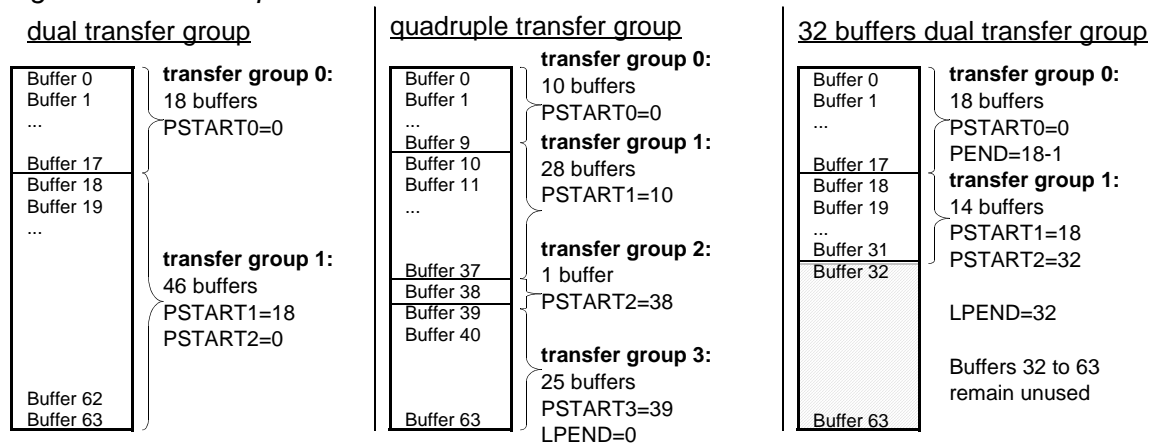 dual transfer group
Buffer 0
Buffer 1
...
Buffer 17
Buffer 18
Buffer 19
...
Buffer 62
Buffer 63
transfer group 0:
18 buffers
PSTART0=0
transfer group 1:
46 buffers
PSTART1=18
PSTART2=0
quadruple transfer group
Buffer 0
Buffer 1
...
Buffer 9
Buffer 10
Buffer 11
...
Buffer 37
Buffer 38
Buffer 39
Buffer 40
Buffer 63
transfer group 0:
10 buffers
PSTART0=0
transfer group 1:
28 buffers
PSTART1=10
transfer group 2:
1 buffer
PSTART2=38
transfer group 3:
25 buffers
PSTART3=39
LPEND=0
32 buffers dual transfer group
Buffer 0
Buffer 1
...
Buffer 17
Buffer 18
Buffer 19
...
Buffer 31
Buffer 32
Buffer 63
transfer group 0:
18 buffers
PSTART0=0
PEND=18-1
transfer group 1:
14 buffers
PSTART1=18
PSTART2=32
LPEND=32
Buffers 32 to 63
remain unused